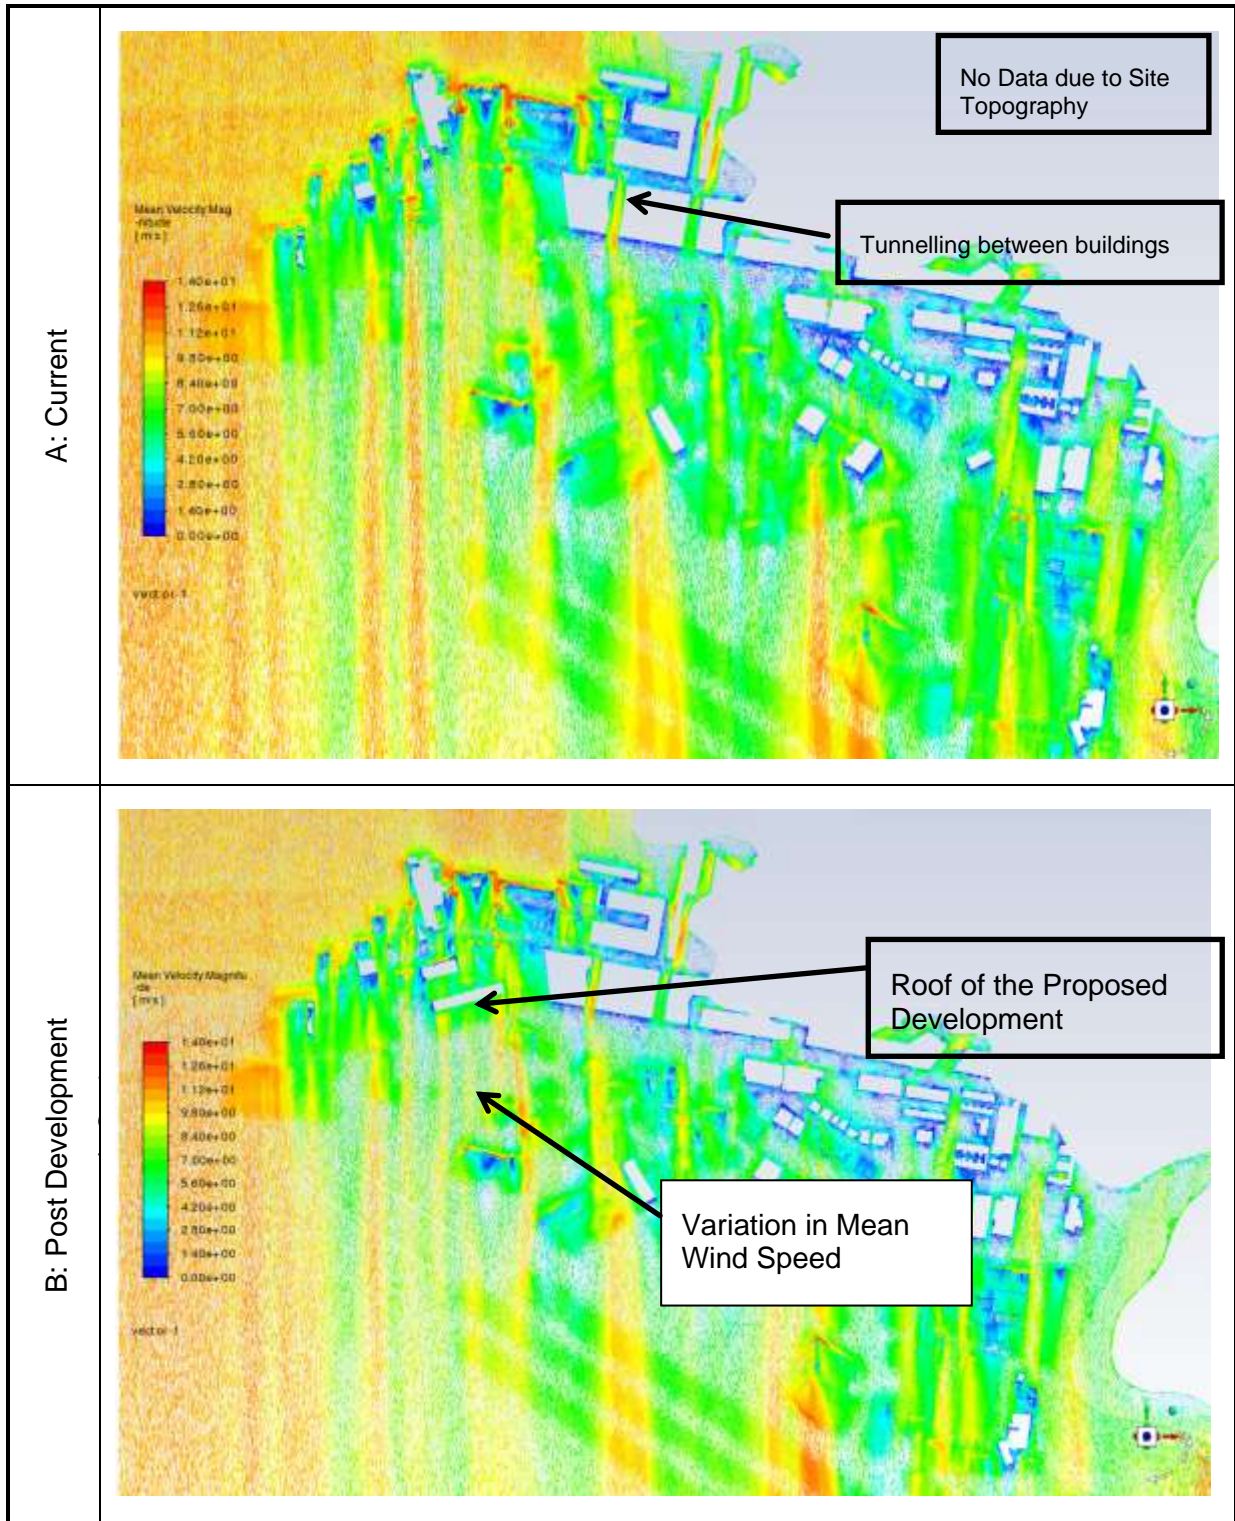 A: Current
No Data due to Site
Topography
Tunnelling between buildings
Mean Velocity Mag
[ m/s ]
1.40e+01
1.26e+01
1.12e+01
9.80e+00
8.40e+00
7.00e+00
5.60e+00
4.20e+00
2.80e+00
1.40e+00
0.00e+00
vector-1
B: Post Development
Roof of the Proposed
Development
Variation in Mean
Wind Speed
Mean Velocity Magnitu
de
[ m/s ]
1.40e+01
1.26e+01
1.12e+01
9.80e+00
8.40e+00
7.00e+00
5.60e+00
4.20e+00
2.80e+00
1.40e+00
0.00e+00
vector-1